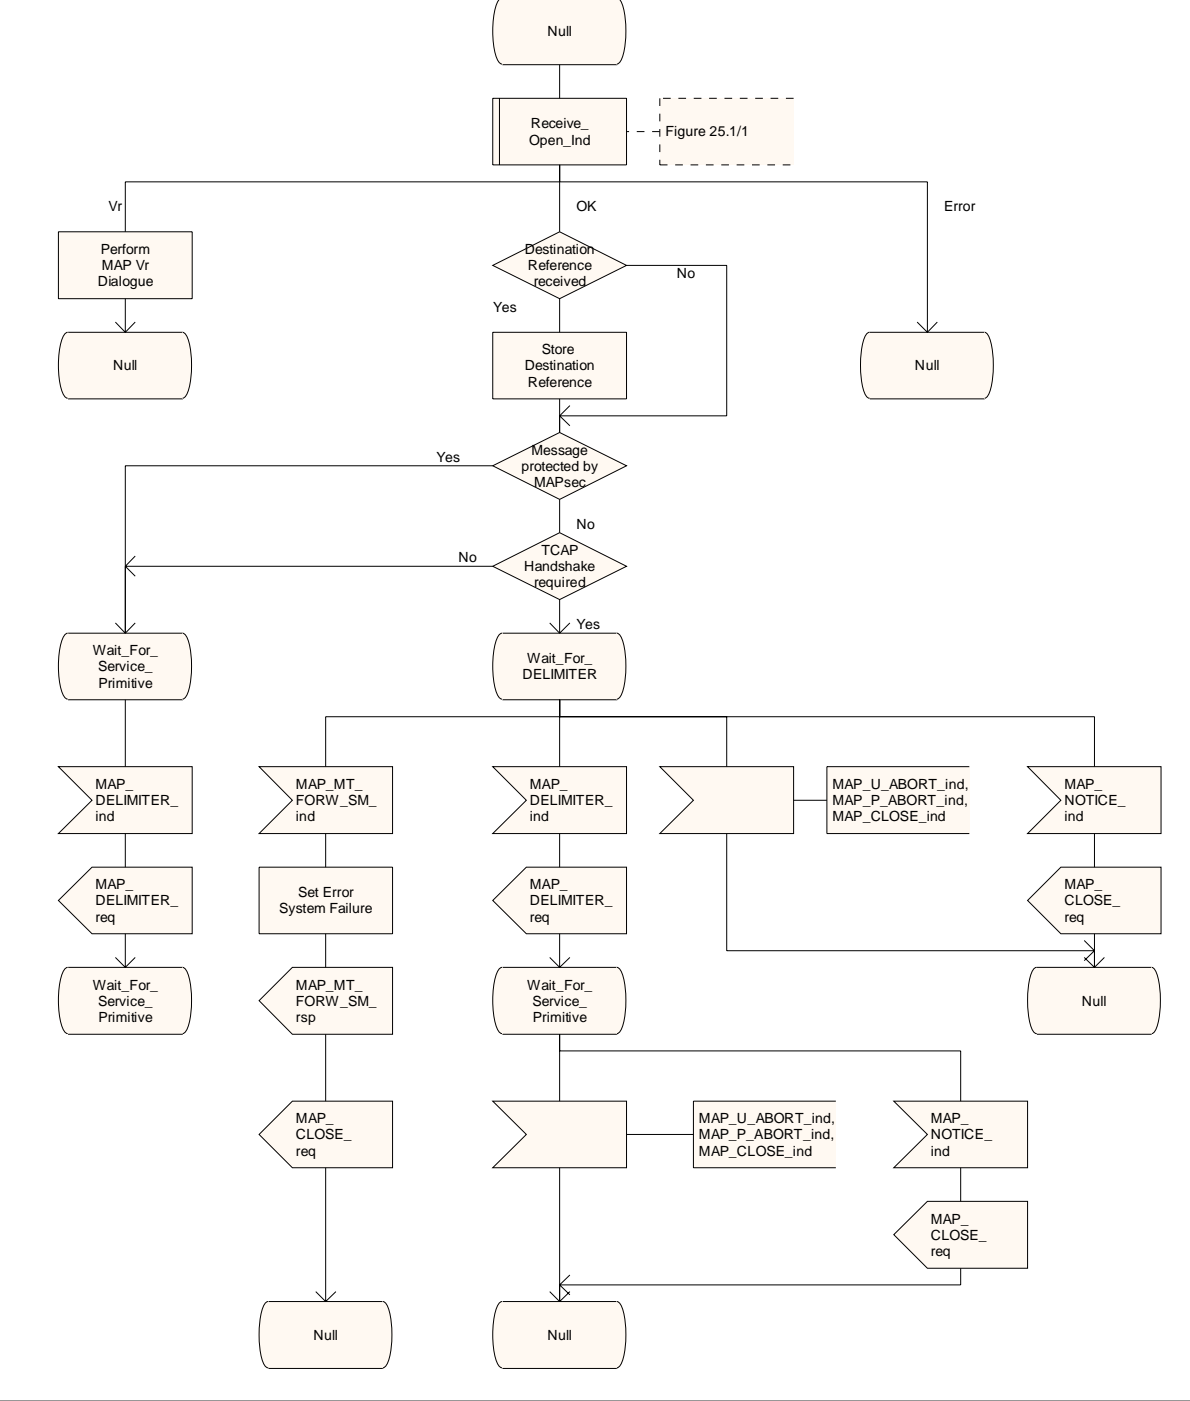 Null
Receive_
Open_Ind
Figure 25.1/1
Vr
OK
Error
Perform
MAP Vr
Dialogue
Destination
Reference
received
No
Yes
Null
Store
Destination
Reference
Null
Yes
Message
protected by
MAPsec
No
No
TCAP
Handshake
required
Yes
Wait_For_
Service_
Primitive
Wait_For_
DELIMITER
MAP_
DELIMITER_
ind
MAP_MT_
FORW_SM_
ind
MAP_
DELIMITER_
ind
MAP_U_ABORT_ind,
MAP_P_ABORT_ind,
MAP_CLOSE_ind
MAP_
NOTICE_
ind
MAP_
DELIMITER_
req
Set Error
System Failure
MAP_
DELIMITER_
req
MAP_
CLOSE_
req
Wait_For_
Service_
Primitive
MAP_MT_
FORW_SM_
rsp
Wait_For_
Service_
Primitive
Null
MAP_
CLOSE_
req
MAP_U_ABORT_ind,
MAP_P_ABORT_ind,
MAP_CLOSE_ind
MAP_
NOTICE_
ind
MAP_
CLOSE_
req
Null
Null